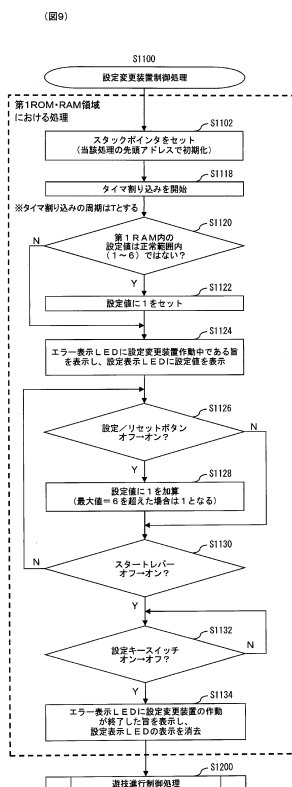 (図9)
S1100
設定変更装置制御処理
第1ROM・RAM領域
における処理
S1102
スタックポインタをセット
(当該処理の先頭アドレスで初期化)
S1118
タイマ割り込みを開始
※タイマ割り込みの周期はTとする
S1120
第1RAM内の
設定値は正常範囲内
(1~6)ではない?
N
Y
S1122
設定値に1をセット
S1124
エラー表示LEDに設定変更装置作動中である旨
を表示し、設定表示LEDに設定値を表示
S1126
設定/リセットボタン
オフ→オン?
N
Y
S1128
設定値に1を加算
(最大値=6を超えた場合は1となる)
S1130
スタートレバー
オフ→オン?
N
Y
S1132
設定キースイッチ
オン→オフ?
N
Y
S1134
エラー表示LEDに設定変更装置の作動
が終了した旨を表示し、
設定表示LEDの表示を消去
S1200
遊技進行制御処理